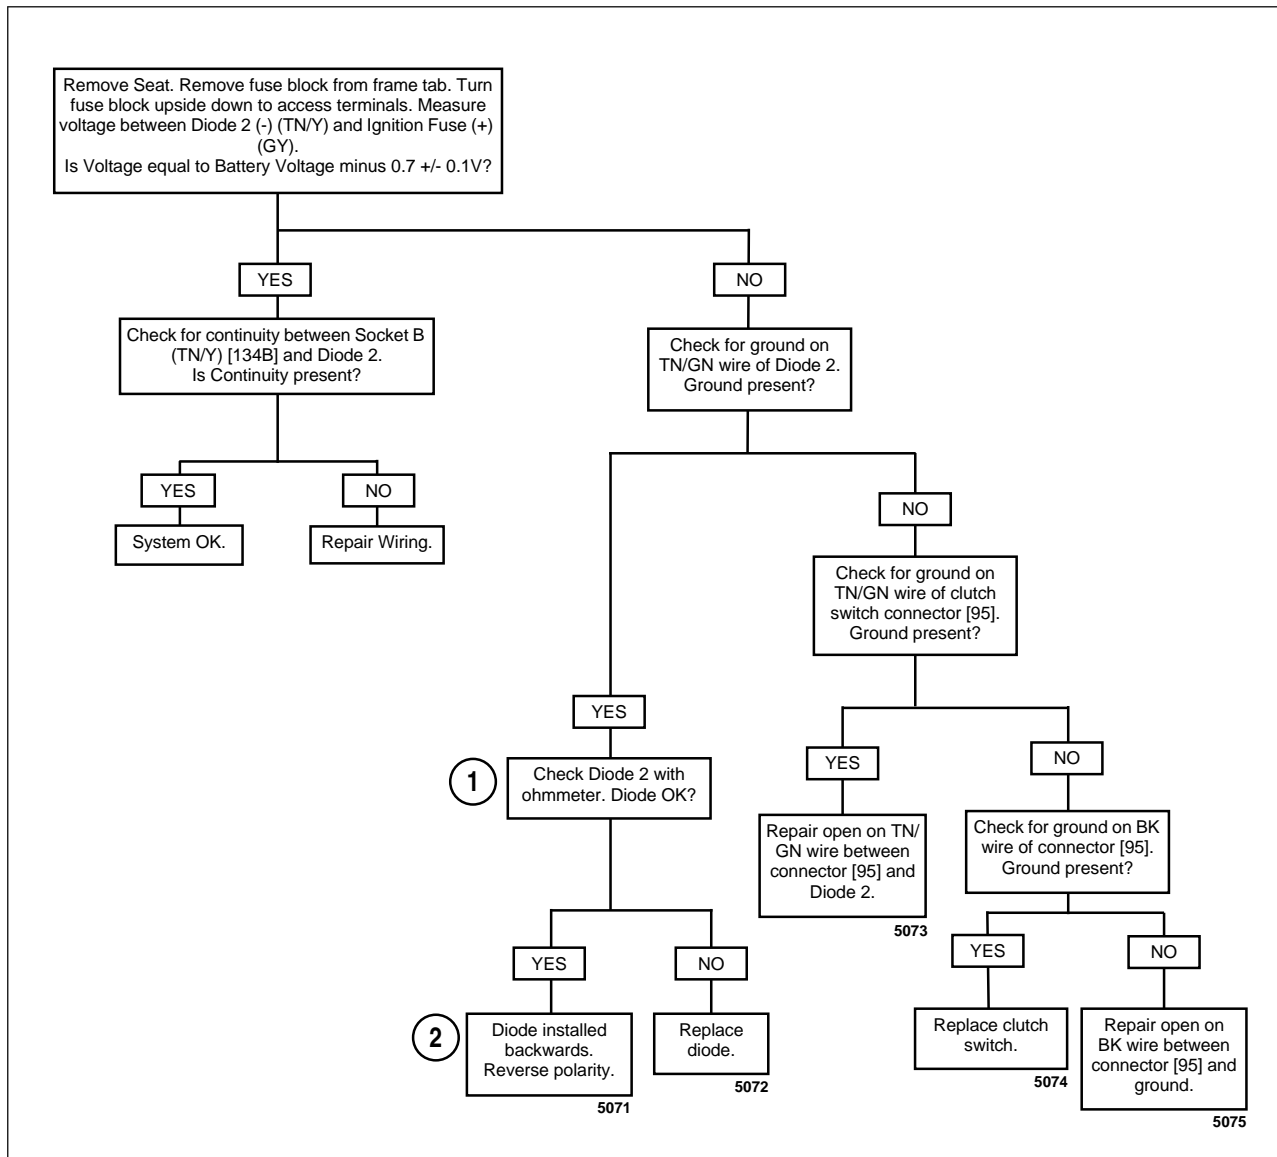 Remove Seat. Remove fuse block from frame tab. Turn
fuse block upside down to access terminals. Measure
voltage between Diode 2 (-) (TN/Y) and Ignition Fuse (+)
(GY).
Is Voltage equal to Battery Voltage minus 0.7 +/- 0.1V?
YES
NO
Check for continuity between Socket B
(TN/Y) [134B] and Diode 2.
Is Continuity present?
Check for ground on
TN/GN wire of Diode 2.
Ground present?
YES
NO
System OK.
Repair Wiring.
NO
Check for ground on
TN/GN wire of clutch
switch connector [95].
Ground present?
YES
1
Check Diode 2 with
ohmmeter. Diode OK?
YES
NO
Repair open on TN/
GN wire between
connector [95] and
Diode 2.
5073
Check for ground on BK
wire of connector [95].
Ground present?
YES
NO
YES
NO
2
Diode installed
backwards.
Reverse polarity.
5071
Replace
diode.
5072
Replace clutch
switch.
5074
Repair open on
BK wire between
connector [95] and
ground.
5075